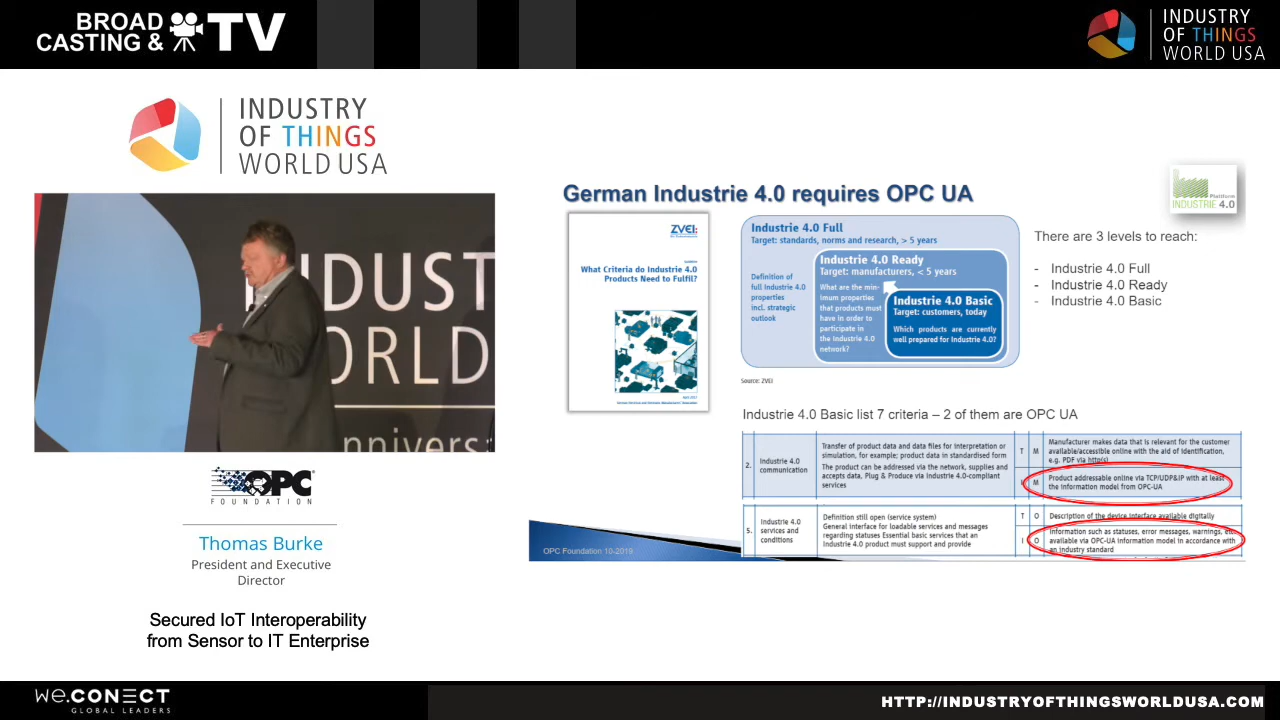 BROAD
CASTING & TV
INDUSTRY
OF THINGS
WORLD USA
INDUSTRY
OF THINGS
WORLD USA
INDUST
WORLD
nnivers
OPC
FOUNDATION
Thomas Burke
President and Executive
Director
Secured IoT Interoperability
from Sensor to IT Enterprise
German Industrie 4.0 requires OPC UA
Plattform
INDUSTRIE 4.0
ZVEI:
What Criteria do Industrie 4.0
Products Need to Fulfil?
April 2017
German Electrical and Electronic Manufacturers' Association
Industrie 4.0 Full
Target: standards, norms and research, > 5 years
Definition of
full Industrie 4.0
properties
incl. strategic
outlook
Industrie 4.0 Ready
Target: manufacturers, < 5 years
What are the min-
imum properties
that products must
have in order to
participate in
the Industrie 4.0
network?
Industrie 4.0 Basic
Target: customers, today
Which products are currently
well prepared for Industrie 4.0?
Source: ZVEI
There are 3 levels to reach:
- Industrie 4.0 Full
- Industrie 4.0 Ready
- Industrie 4.0 Basic
Industrie 4.0 Basic list 7 criteria – 2 of them are OPC UA
2.
Industrie 4.0
communication
Transfer of product data and data files for interpretation or
simulation, for example; product data in standardised form
The product can be addressed via the network, supplies and
accepts data, Plug & Produce via Industrie 4.0-compliant
services
T M
Manufacturer makes data that is relevant for the customer
available/accessible online with the aid of identification,
e.g. PDF via http(s)
I M
Product addressable online via TCP/UDP&IP with at least
the information model from OPC-UA
5.
Industrie 4.0
services and
conditions
Definition still open (service system)
General interface for loadable services and messages
regarding statuses Essential basic services that an
Industrie 4.0 product must support and provide
T O
Description of the device interface available digitally
I O
Information such as statuses, error messages, warnings, etc.
available via OPC-UA information model in accordance with
an industry standard
OPC Foundation 10-2019
we.CONECT
GLOBAL LEADERS
HTTP://INDUSTRYOFTHINGSWORLDUSA.COM